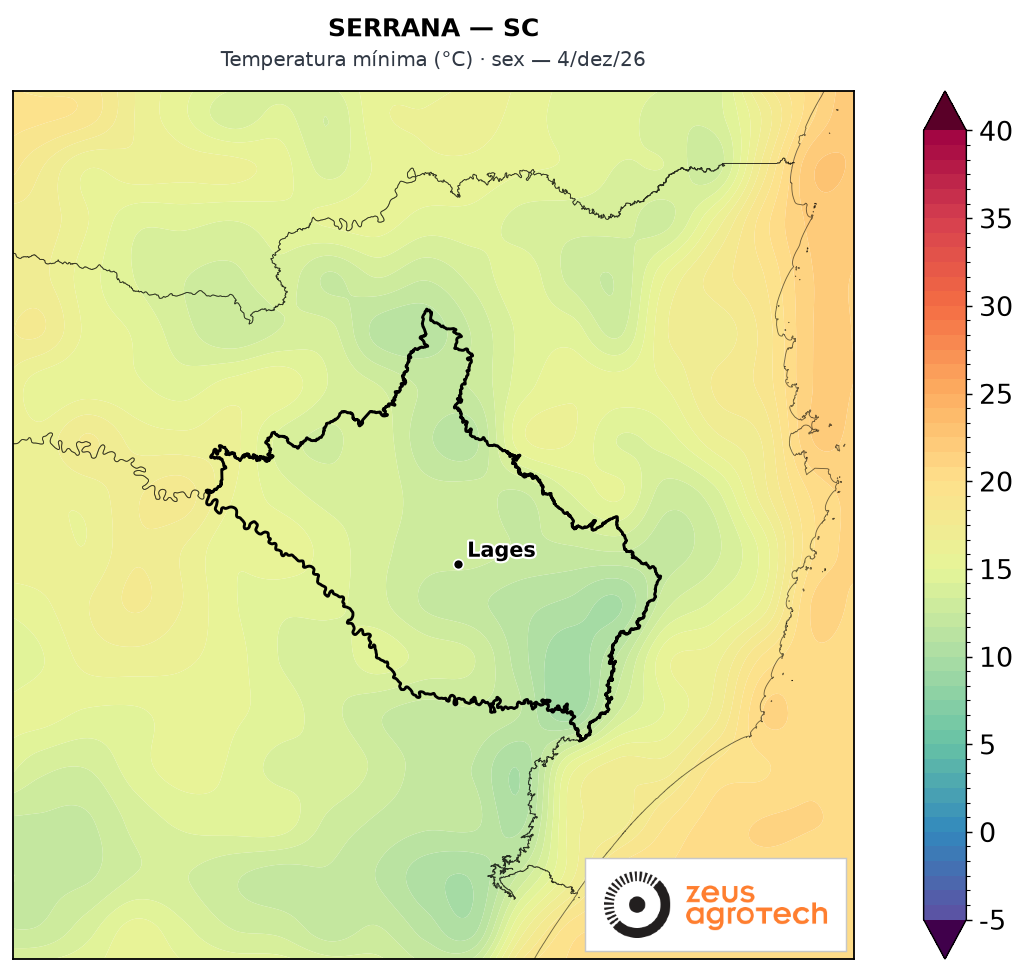 SERRANA — SC
Temperatura mínima (°C) · sex — 4/dez/26
40
35
30
25
20
15
10
5
0
-5
Lages
zeus
agrotech